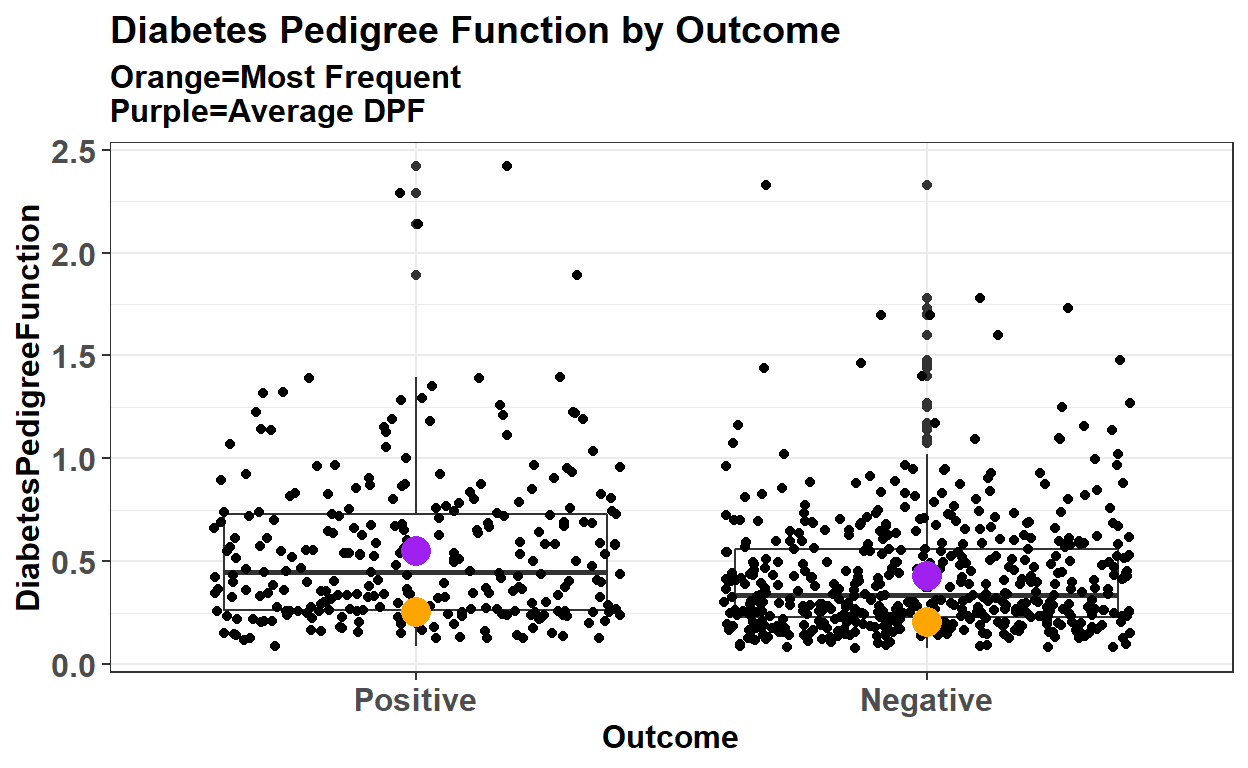 Diabetes Pedigree Function by Outcome
Orange=Most Frequent
Purple=Average DPF
DiabetesPedigreeFunction
2.5
2.0
1.5
1.0
0.5
0.0
Positive Negative
Outcome